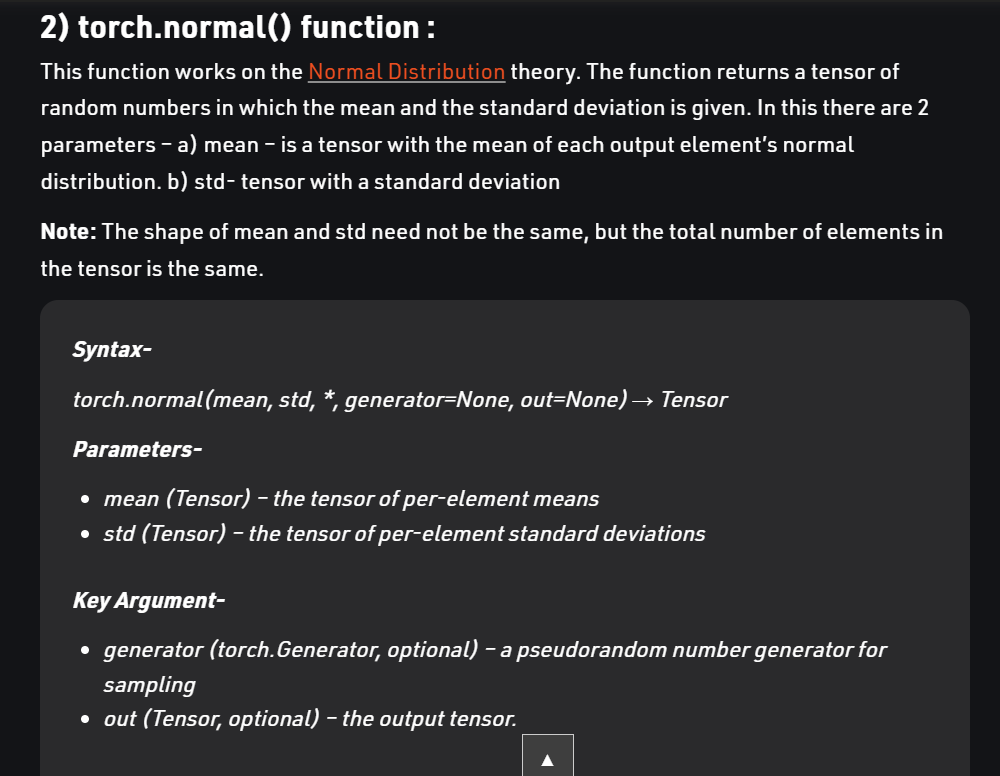 2) torch.normal() function :
This function works on the Normal Distribution theory. The function returns a tensor of
random numbers in which the mean and the standard deviation is given. In this there are 2
parameters – a) mean – is a tensor with the mean of each output element’s normal
distribution. b) std- tensor with a standard deviation
Note: The shape of mean and std need not be the same, but the total number of elements in
the tensor is the same.
Syntax-
torch.normal(mean, std, *, generator=None, out=None) → Tensor
Parameters-
• mean (Tensor) – the tensor of per-element means
• std (Tensor) – the tensor of per-element standard deviations
Key Argument-
• generator (torch.Generator, optional) – a pseudorandom number generator for
sampling
• out (Tensor, optional) – the output tensor.